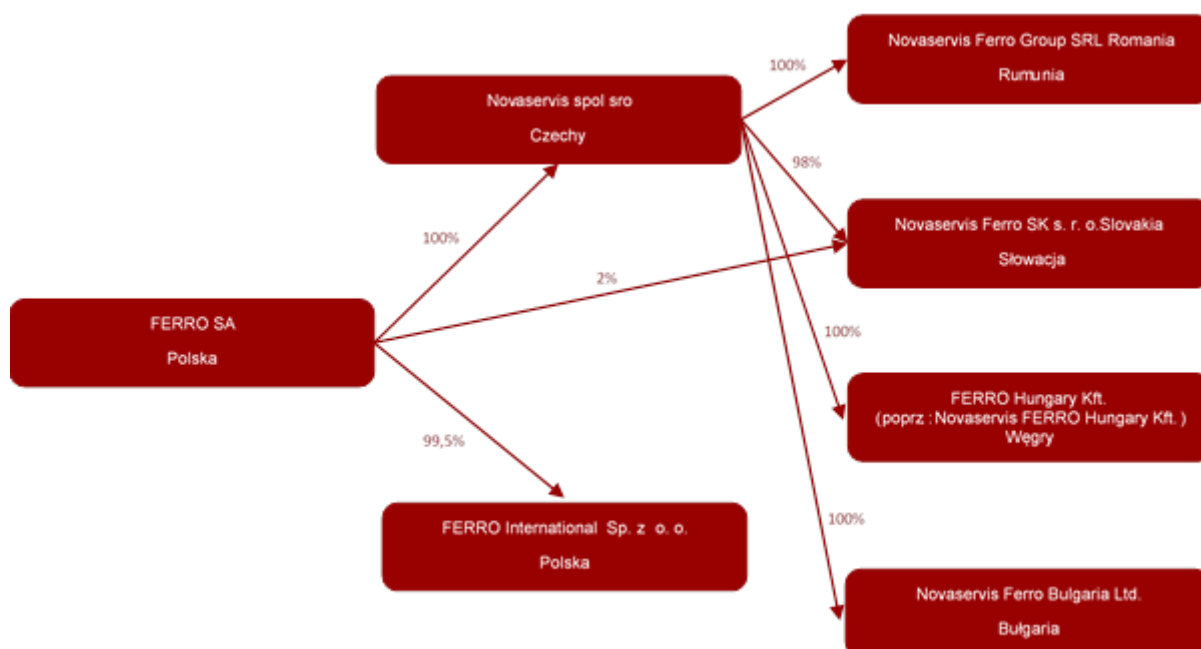 Novaservis Ferro Group SRL Romania
Rumunia
100%
Novaservis spol sro
Czechy
98%
Novaservis Ferro SK s. r. o.Slovakia
Słowacja
100%
2%
FERRO SA
Polska
100%
FERRO Hungary Kft.
(poprz : Novaservis FERRO Hungary Kft. )
Węgry
99,5%
FERRO International Sp. z o. o.
Polska
100%
Novaservis Ferro Bulgaria Ltd.
Bułgaria